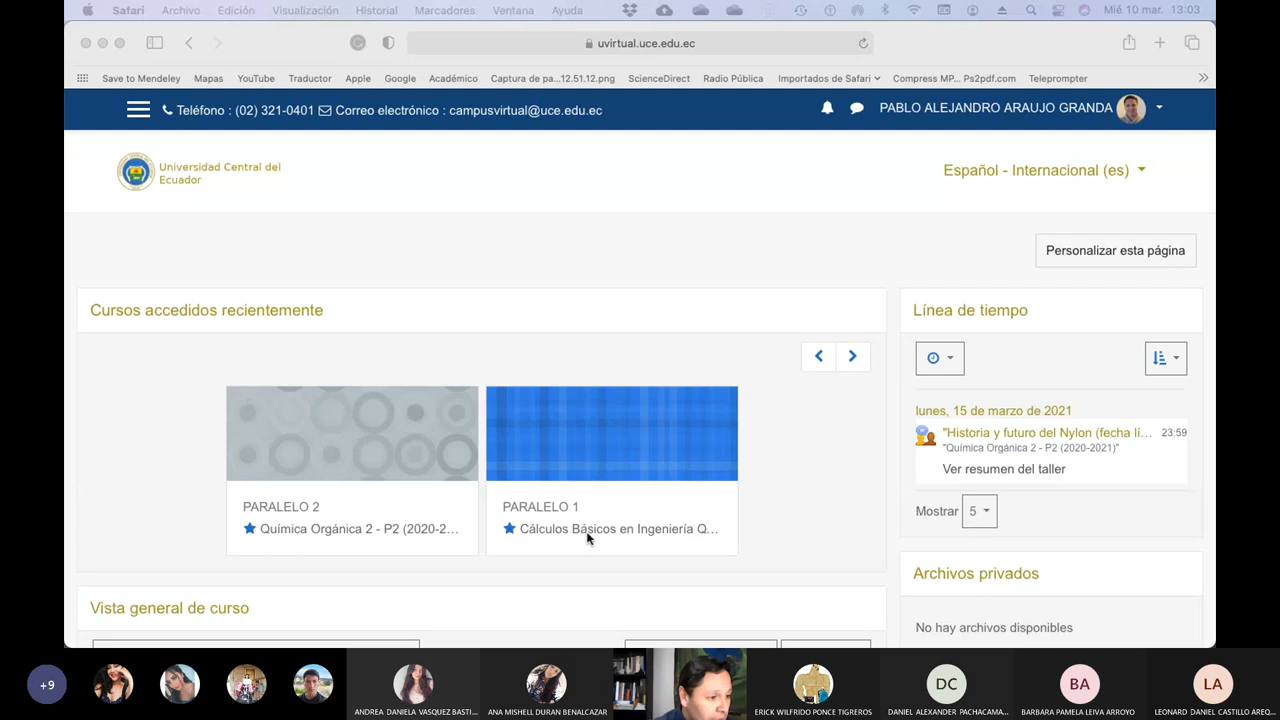 Safari Archivo Edición Visualización Historial Marcadores Ventana Ayuda Mié 10 mar. 13:03
uvirtual.uce.edu.ec
Save to Mendeley Mapas YouTube Traductor Apple Google Académico Captura de pa...12.51.12.png ScienceDirect Radio Pública Importados de Safari Compress MP... Ps2pdf.com Teleprompter
Teléfono : (02) 321-0401 Correo electrónico : campusvirtual@uce.edu.ec PABLO ALEJANDRO ARAUJO GRANDA
Universidad Central del
Ecuador
Español - Internacional (es)
Personalizar esta página
Cursos accedidos recientemente
PARALELO 2
Química Orgánica 2 - P2 (2020-2...
PARALELO 1
Cálculos Básicos en Ingeniería Q...
Vista general de curso
Línea de tiempo
lunes, 15 de marzo de 2021
"Historia y futuro del Nylon (fecha lí... 23:59
"Química Orgánica 2 - P2 (2020-2021)"
Ver resumen del taller
Mostrar 5
Archivos privados
No hay archivos disponibles
+9
ANDREA DANIELA VASQUEZ BASTI...
ANA MISHELL DURAN BENALCAZAR
ERICK WILFRIDO PONCE TIGREROS
DC
DANIEL ALEXANDER PACHACAMA...
BA
BARBARA PAMELA LEIVA ARROYO
LA
LEONARD DANIEL CASTILLO AREQ...